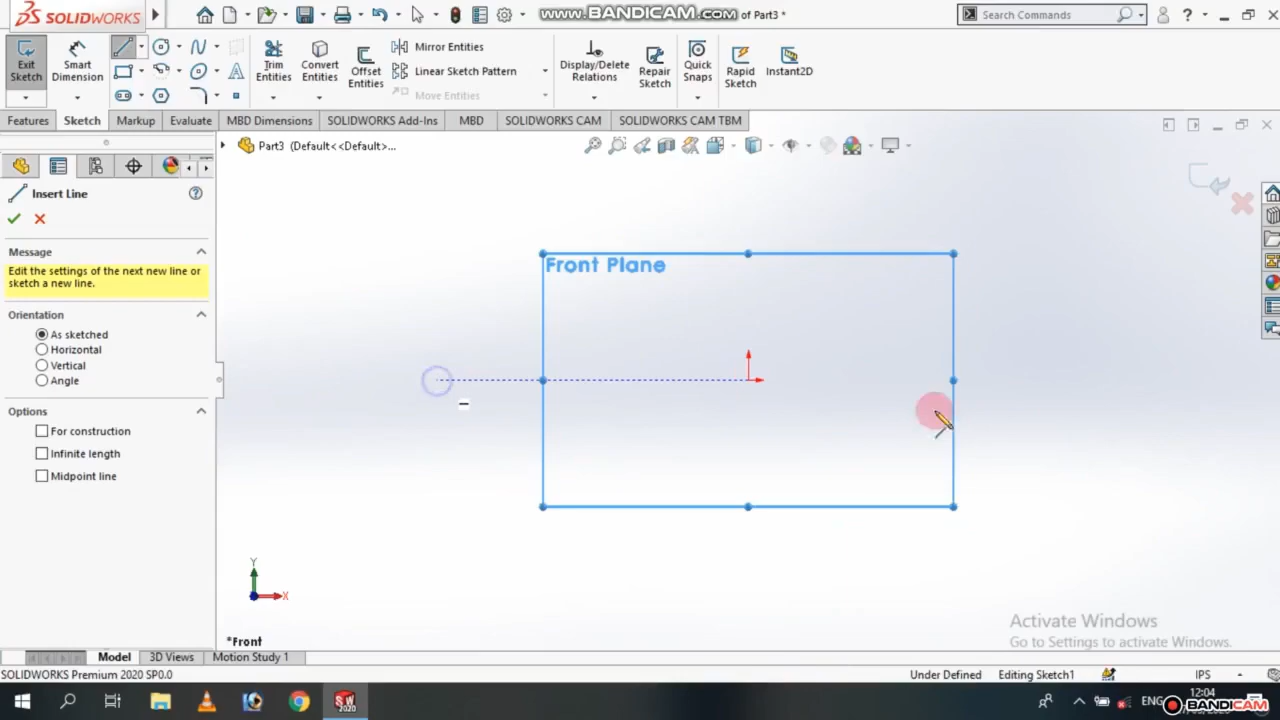 SOLIDWORKS
www.BANDICAM.com of Part3 *
Search Commands
Exit Sketch
Smart Dimension
Trim Entities
Convert Entities
Offset Entities
Mirror Entities
Linear Sketch Pattern
Move Entities
Display/Delete Relations
Repair Sketch
Quick Snaps
Rapid Sketch
Instant2D
Features Sketch Markup Evaluate MBD Dimensions SOLIDWORKS Add-Ins MBD SOLIDWORKS CAM SOLIDWORKS CAM TBM
Part3 (Default<<Default>...
Insert Line
Message
Edit the settings of the next new line or
sketch a new line.
Orientation
As sketched
Horizontal
Vertical
Angle
Options
For construction
Infinite length
Midpoint line
Front Plane
Y
X
*Front
Activate Windows
Go to Settings to activate Windows.
Model 3D Views Motion Study 1
SOLIDWORKS Premium 2020 SP0.0 Under Defined Editing Sketch1 IPS
SW 2020
ENG
12:04
BANDICAM